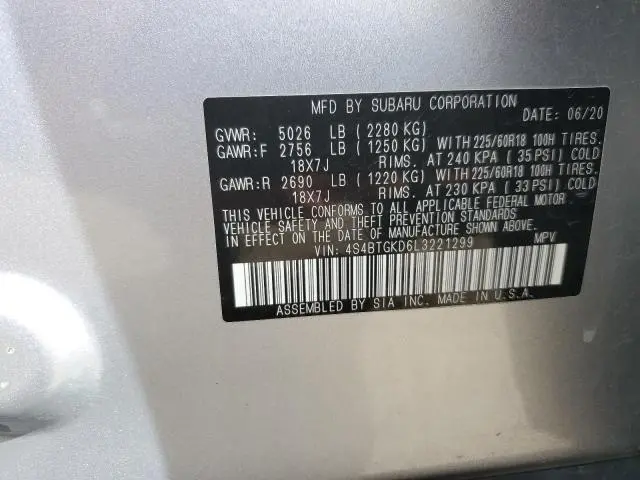 MFD BY SUBARU CORPORATION
DATE: 06/20
GVWR: 5026 LB ( 2280 KG)
GAWR:F 2756 LB ( 1250 KG) WITH 225/60R18 100H TIRES.
18X7J RIMS. AT 240 KPA ( 35 PSI) COLD
GAWR:R 2690 LB ( 1220 KG) WITH 225/60R18 100H TIRES.
18X7J RIMS. AT 230 KPA ( 33 PSI) COLD
THIS VEHICLE CONFORMS TO ALL APPLICABLE FEDERAL MOTOR
VEHICLE SAFETY AND THEFT PREVENTION STANDARDS
IN EFFECT ON THE DATE OF MANUFACTURE SHOWN ABOVE.
VIN: 4S4BTGKD6L3221299 MPV
ASSEMBLED BY SIA INC. MADE IN U.S.A.